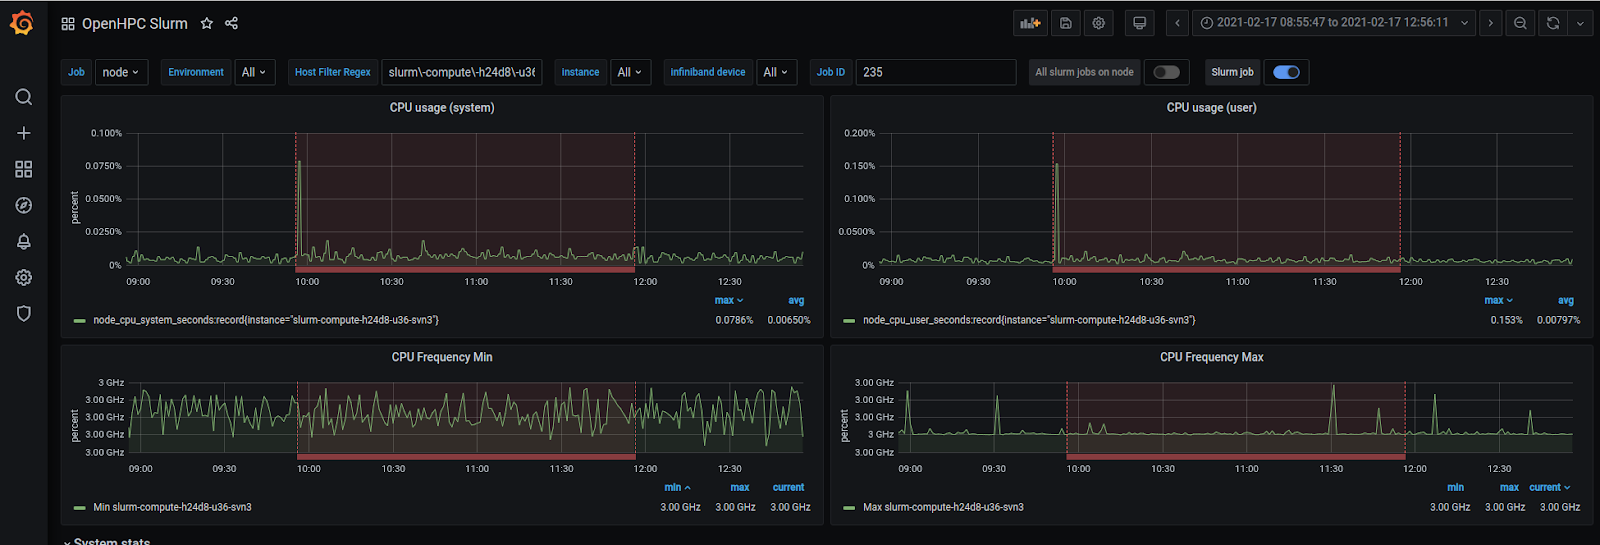 OpenHPC Slurm
2021-02-17 08:55:47 to 2021-02-17 12:56:11
Job node Environment All Host Filter Regex slurm\-compute\-h24d8\-u36 instance All Infiniband device All Job ID 235 All slurm jobs on node Slurm job
CPU usage (system)
percent
0.100%
0.0750%
0.0500%
0.0250%
0%
09:00 09:30 10:00 10:30 11:00 11:30 12:00 12:30
max avg
node_cpu_system_seconds:record{instance="slurm-compute-h24d8-u36-svn3"} 0.0786% 0.00650%
CPU usage (user)
0.200%
0.150%
0.100%
0.0500%
0%
09:00 09:30 10:00 10:30 11:00 11:30 12:00 12:30
max avg
node_cpu_user_seconds:record{instance="slurm-compute-h24d8-u36-svn3"} 0.153% 0.00797%
CPU Frequency Min
percent
3 GHz
3.00 GHz
3.00 GHz
3.00 GHz
3.00 GHz
09:00 09:30 10:00 10:30 11:00 11:30 12:00 12:30
min max current
Min slurm-compute-h24d8-u36-svn3 3.00 GHz 3.00 GHz 3.00 GHz
CPU Frequency Max
percent
3.00 GHz
3.00 GHz
3.00 GHz
3 GHz
3.00 GHz
09:00 09:30 10:00 10:30 11:00 11:30 12:00 12:30
min max current
Max slurm-compute-h24d8-u36-svn3 3.00 GHz 3.00 GHz 3.00 GHz
System stats